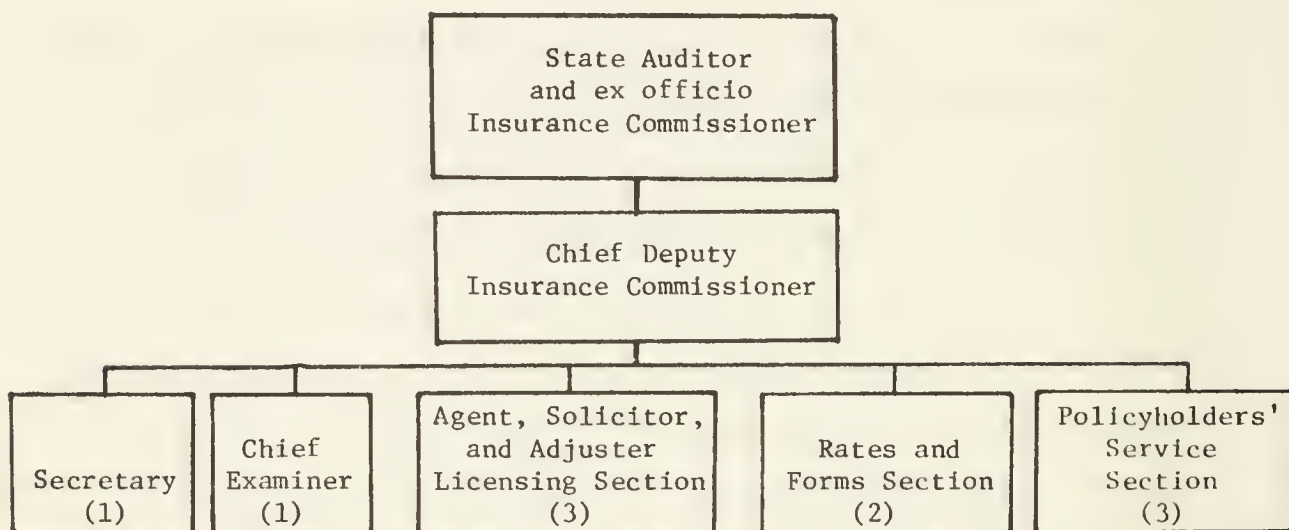 State Auditor
and ex officio
Insurance Commissioner
Chief Deputy
Insurance Commissioner
Secretary
(1)
Chief
Examiner
(1)
Agent, Solicitor,
and Adjuster
Licensing Section
(3)
Rates and
Forms Section
(2)
Policyholders'
Service
Section
(3)